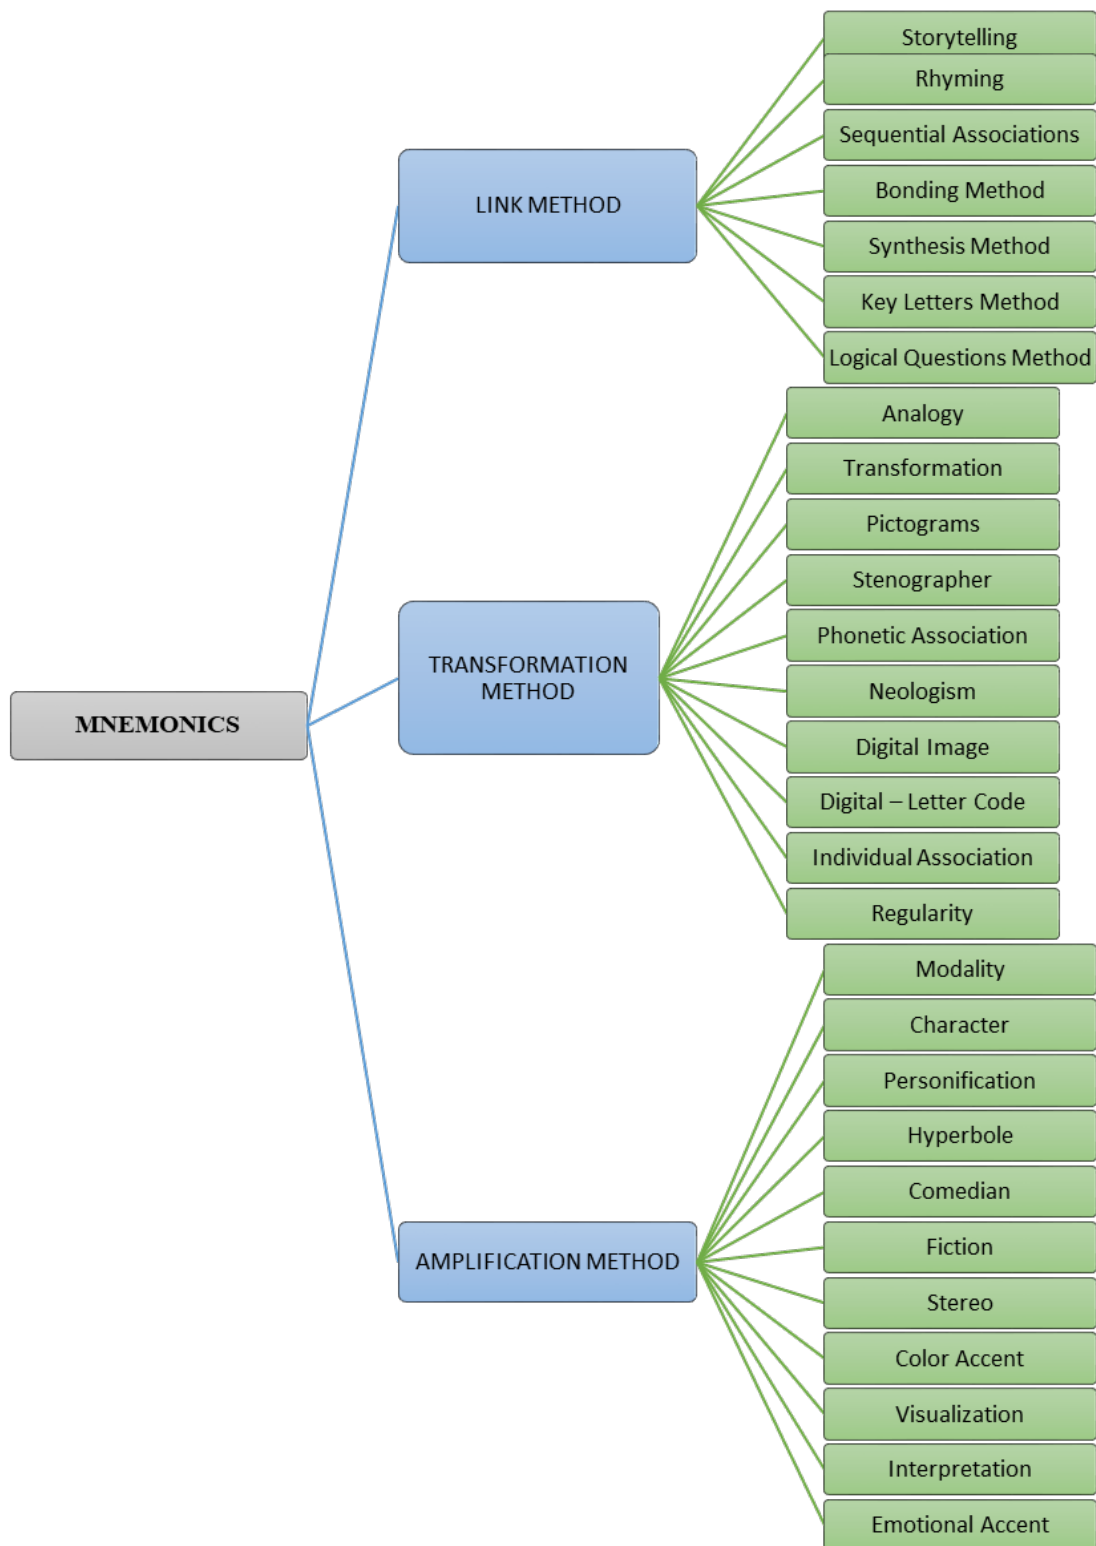 MNEMONICS
LINK METHOD
Storytelling
Rhyming
Sequential Associations
Bonding Method
Synthesis Method
Key Letters Method
Logical Questions Method
TRANSFORMATION
METHOD
Analogy
Transformation
Pictograms
Stenographer
Phonetic Association
Neologism
Digital Image
Digital – Letter Code
Individual Association
Regularity
AMPLIFICATION METHOD
Modality
Character
Personification
Hyperbole
Comedian
Fiction
Stereo
Color Accent
Visualization
Interpretation
Emotional Accent